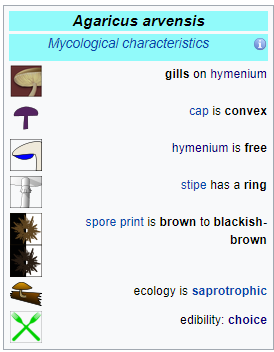 Agaricus arvensis
Mycological characteristics
gills on hymenium
cap is convex
hymenium is free
stipe has a ring
spore print is brown to blackish-
brown
ecology is saprotrophic
edibility: choice